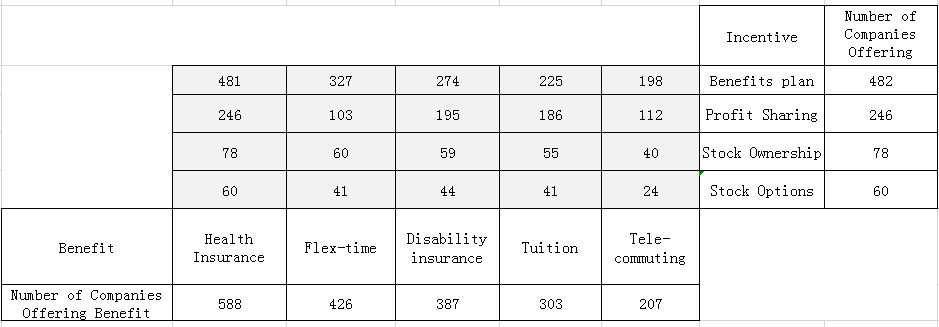 Incentive Number of Companies Offering
481 327 274 225 198 Benefits plan 482
246 103 195 186 112 Profit Sharing 246
78 60 59 55 40 Stock Ownership 78
60 41 44 41 24 Stock Options 60
Benefit Health Insurance Flex-time Disability insurance Tuition Tele-commuting
Number of Companies Offering Benefit 588 426 387 303 207